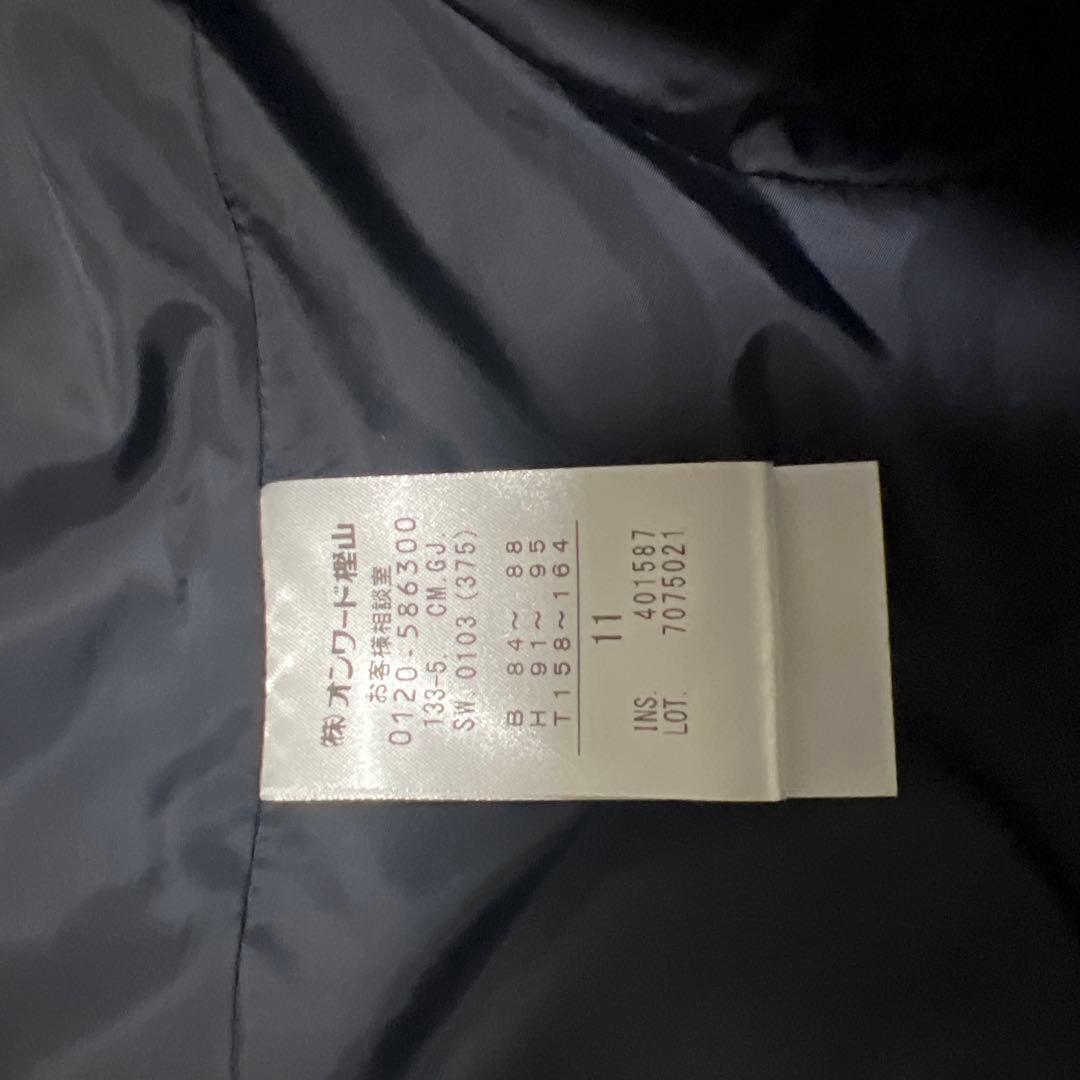 ㈱オンワード樫山
お客様相談室
0120-586300
133-5. CM.GJ.
SW. 0103 (375)
B 84～ 88
H 91～ 95
T158～164
11
INS. 401587
LOT. 7075021